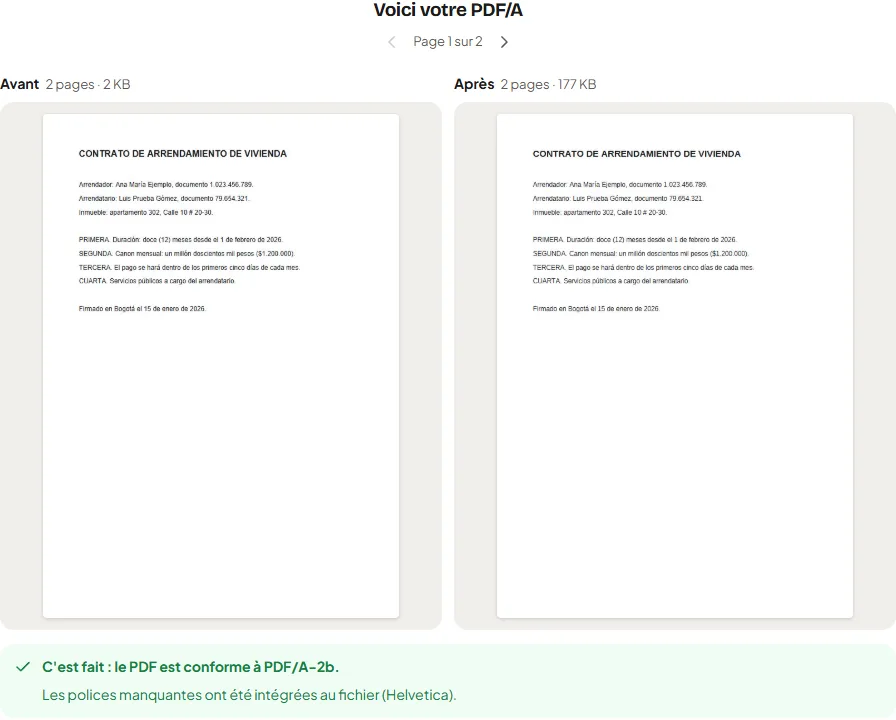 Voici votre PDF/A
Page 1 sur 2
Avant 2 pages · 2 KB
CONTRATO DE ARRENDAMIENTO DE VIVIENDA
Arrendador: Ana María Ejemplo, documento 1.023.456.789.
Arrendatario: Luis Prueba Gómez, documento 79.654.321.
Inmueble: apartamento 302, Calle 10 # 20-30.
PRIMERA. Duración: doce (12) meses desde el 1 de febrero de 2026.
SEGUNDA. Canon mensual: un millón doscientos mil pesos ($1.200.000).
TERCERA. El pago se hará dentro de los primeros cinco días de cada mes.
CUARTA. Servicios públicos a cargo del arrendatario.
Firmado en Bogotá el 15 de enero de 2026.
Après 2 pages · 177 KB
CONTRATO DE ARRENDAMIENTO DE VIVIENDA
Arrendador: Ana María Ejemplo, documento 1.023.456.789.
Arrendatario: Luis Prueba Gómez, documento 79.654.321.
Inmueble: apartamento 302, Calle 10 # 20-30.
PRIMERA. Duración: doce (12) meses desde el 1 de febrero de 2026.
SEGUNDA. Canon mensual: un millón doscientos mil pesos ($1.200.000).
TERCERA. El pago se hará dentro de los primeros cinco días de cada mes.
CUARTA. Servicios públicos a cargo del arrendatario.
Firmado en Bogotá el 15 de enero de 2026.
C'est fait : le PDF est conforme à PDF/A-2b.
Les polices manquantes ont été intégrées au fichier (Helvetica).